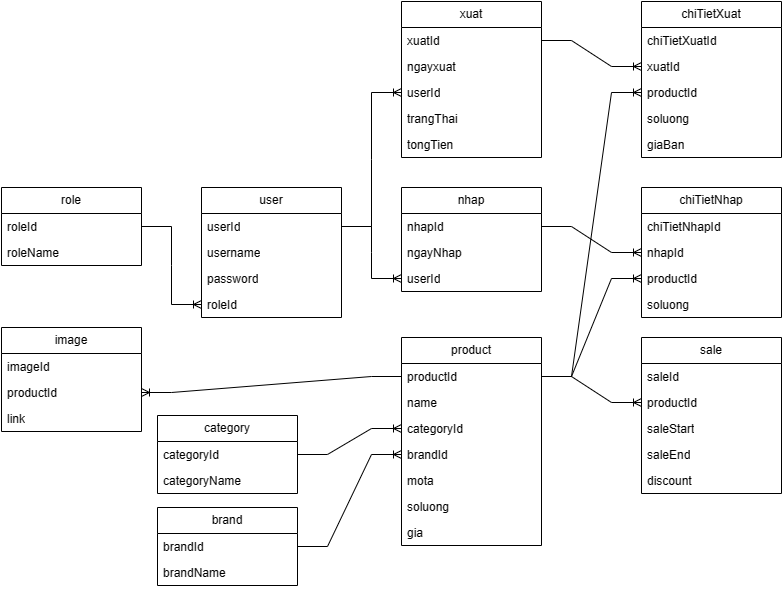 xuat
xuatId
ngayxuat
userId
trangThai
tongTien
chiTietXuat
chiTietXuatId
xuatId
productId
soluong
giaBan
role
roleId
roleName
user
userId
username
password
roleId
nhap
nhapId
ngayNhap
userId
chiTietNhap
chiTietNhapId
nhapId
productId
soluong
image
imageId
productId
link
product
productId
name
categoryId
brandId
mota
soluong
gia
sale
saleId
productId
saleStart
saleEnd
discount
category
categoryId
categoryName
brand
brandId
brandName